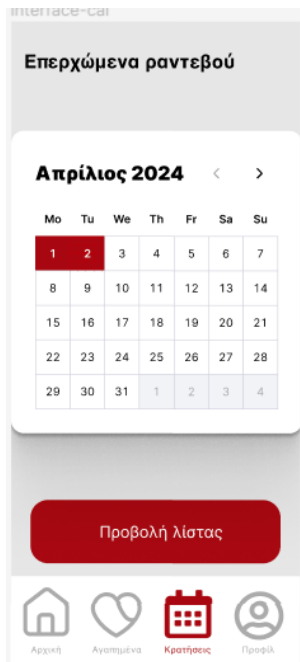 interface-cal
Επερχώμενα ραντεβού
Απρίλιος 2024
Mo Tu We Th Fr Sa Su
1 2 3 4 5 6 7
8 9 10 11 12 13 14
15 16 17 18 19 20 21
22 23 24 25 26 27 28
29 30 31 1 2 3 4
Προβολή λίστας
Αρχική Αγαπημένα Κρατήσεις Προφίλ